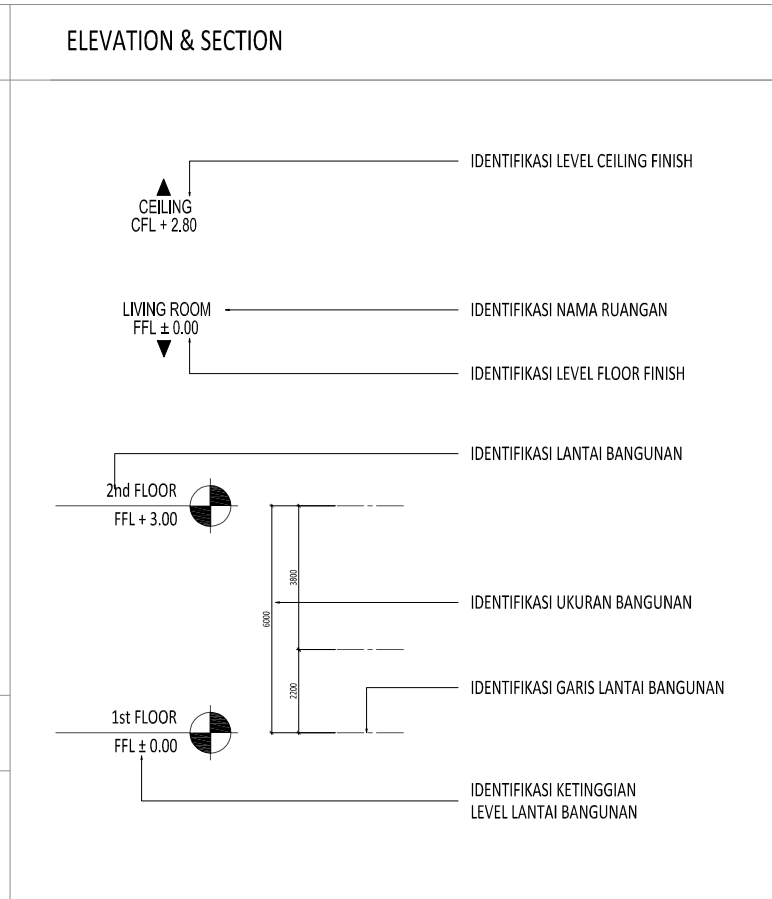 ELEVATION & SECTION
IDENTIFIKASI LEVEL CEILING FINISH
CEILING
CFL + 2.80
LIVING ROOM
FFL ± 0.00
IDENTIFIKASI NAMA RUANGAN
IDENTIFIKASI LEVEL FLOOR FINISH
IDENTIFIKASI LANTAI BANGUNAN
2nd FLOOR
FFL + 3.00
3800
6000
IDENTIFIKASI UKURAN BANGUNAN
2200
IDENTIFIKASI GARIS LANTAI BANGUNAN
1st FLOOR
FFL ± 0.00
IDENTIFIKASI KETINGGIAN
LEVEL LANTAI BANGUNAN